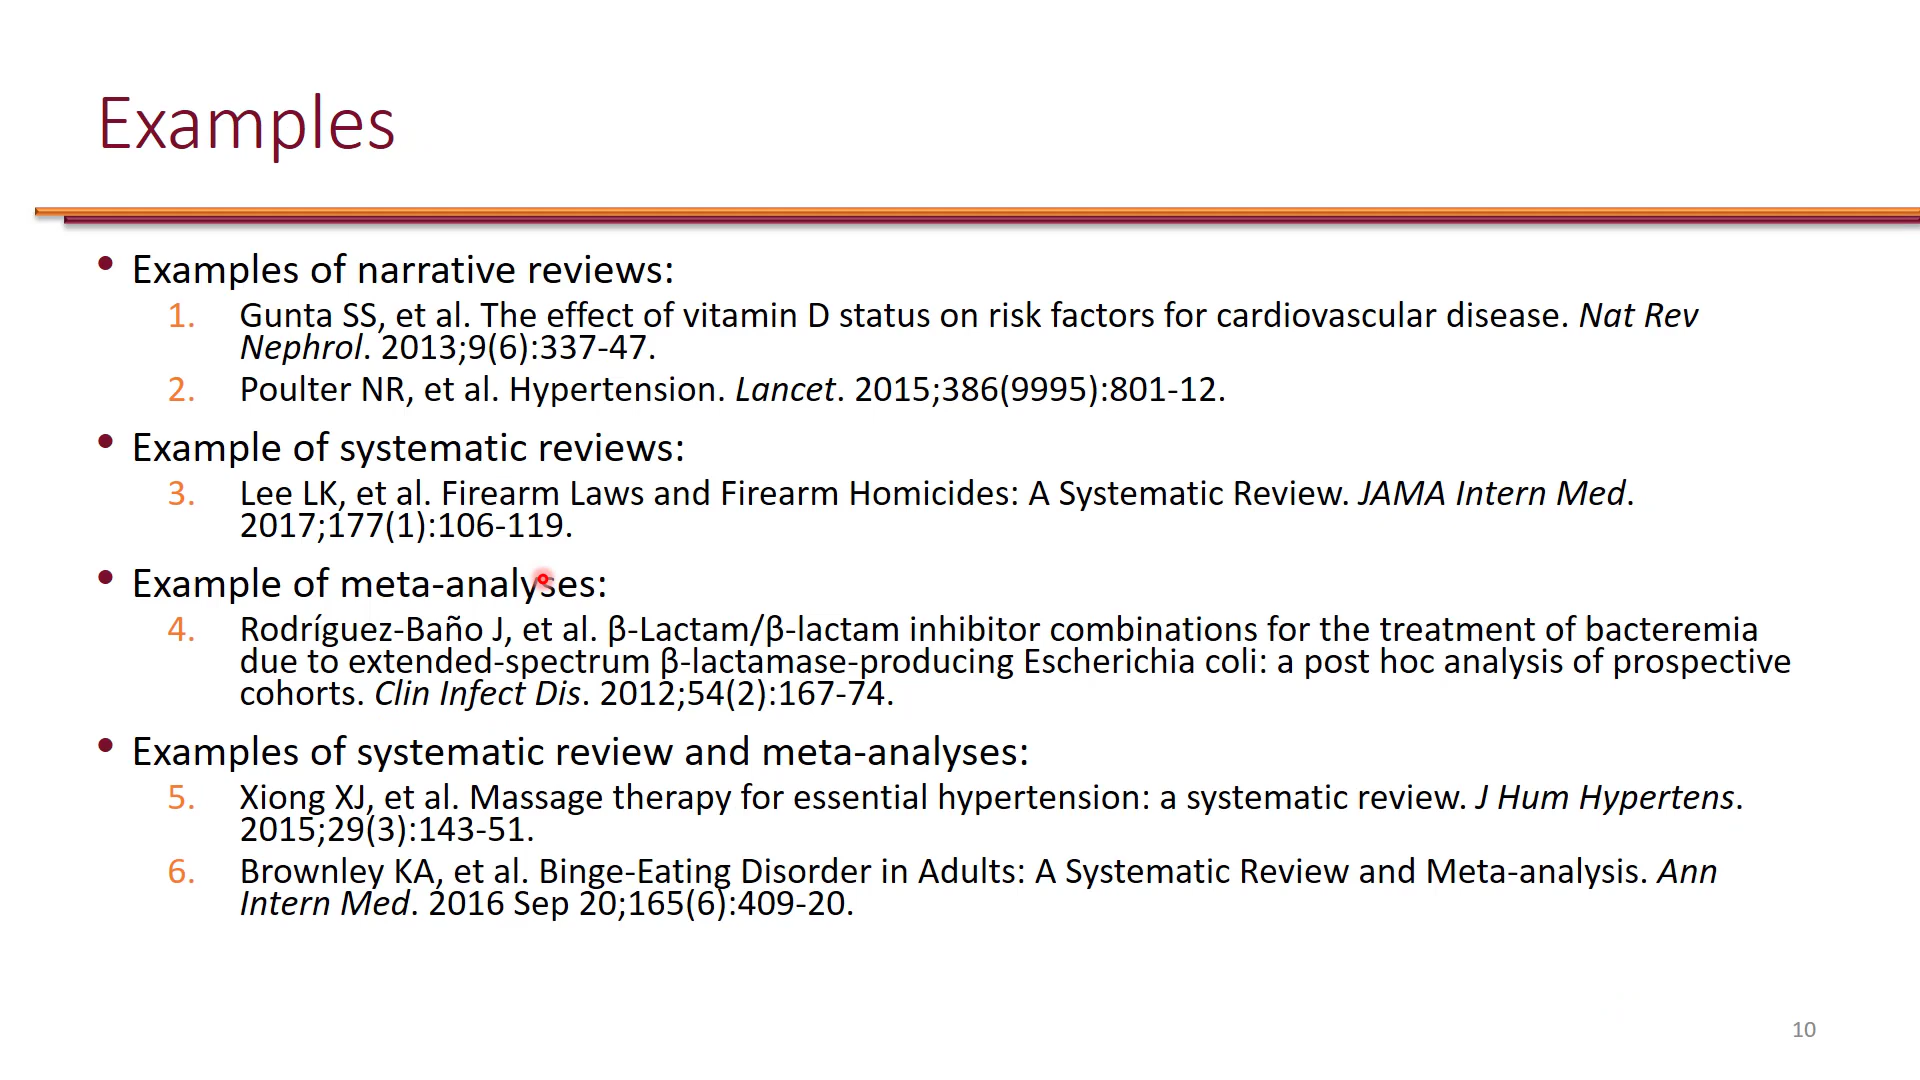 Examples
• Examples of narrative reviews:
1. Gunta SS, et al. The effect of vitamin D status on risk factors for cardiovascular disease. Nat Rev
Nephrol. 2013;9(6):337-47.
2. Poulter NR, et al. Hypertension. Lancet. 2015;386(9995):801-12.
• Example of systematic reviews:
3. Lee LK, et al. Firearm Laws and Firearm Homicides: A Systematic Review. JAMA Intern Med.
2017;177(1):106-119.
• Example of meta-analyses:
4. Rodríguez-Baño J, et al. β-Lactam/β-lactam inhibitor combinations for the treatment of bacteremia
due to extended-spectrum β-lactamase-producing Escherichia coli: a post hoc analysis of prospective
cohorts. Clin Infect Dis. 2012;54(2):167-74.
• Examples of systematic review and meta-analyses:
5. Xiong XJ, et al. Massage therapy for essential hypertension: a systematic review. J Hum Hypertens.
2015;29(3):143-51.
6. Brownley KA, et al. Binge-Eating Disorder in Adults: A Systematic Review and Meta-analysis. Ann
Intern Med. 2016 Sep 20;165(6):409-20.
10